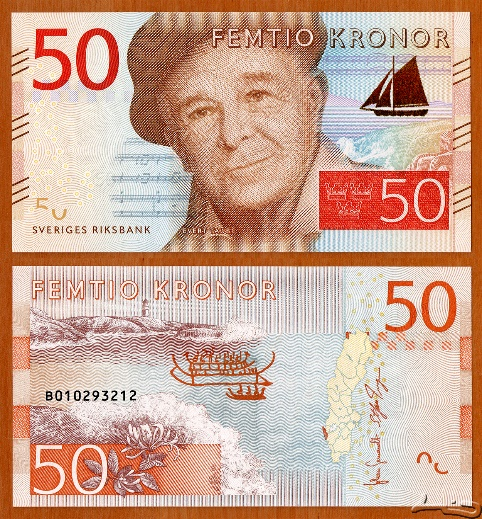 50
FEMTIO KRONOR
SVERIGES RIKSBANK
50
FEMTIO KRONOR
50
B010293212
50